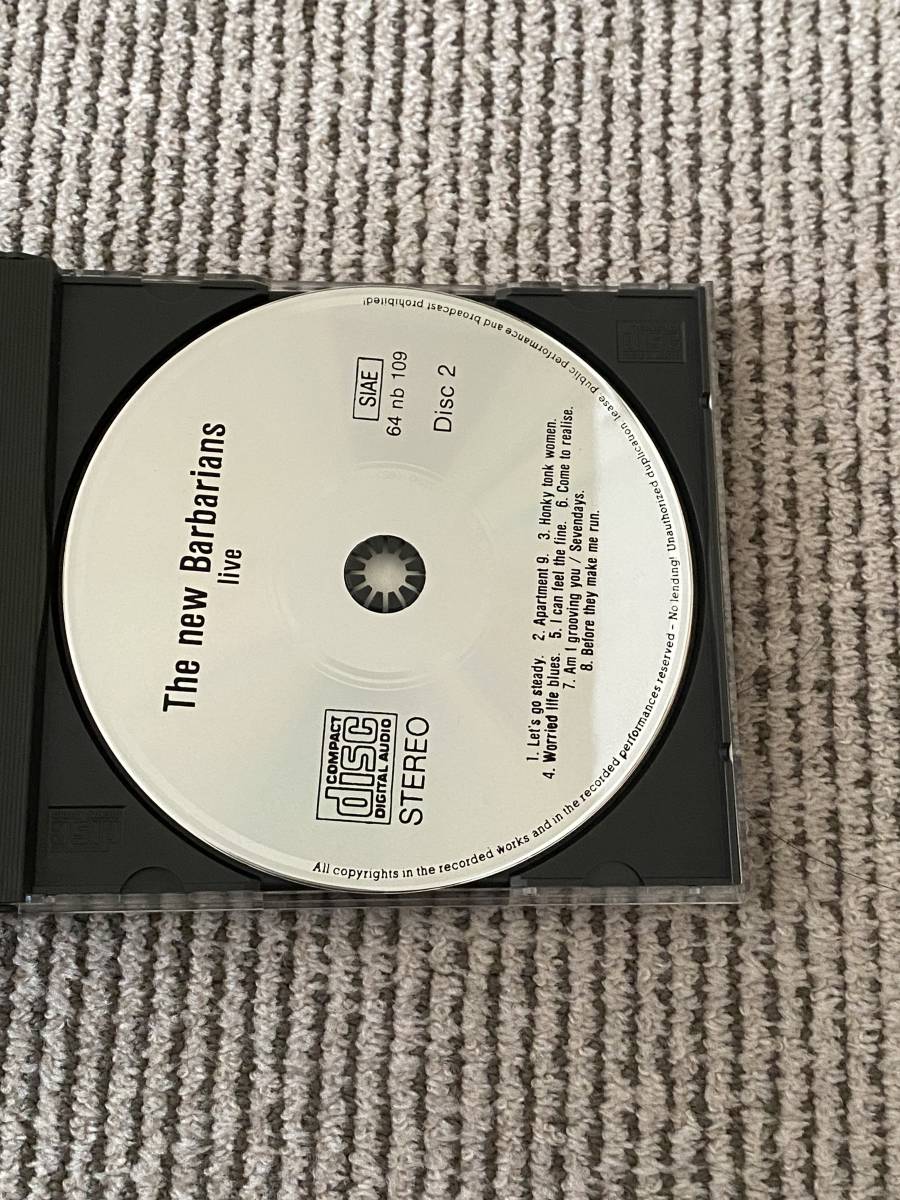 The new Barbarians
live
COMPACT
disc
DIGITAL AUDIO
STEREO
SIAE
64 nb 109
Disc 2
1. Let's go steady. 2. Apartment 9. 3. Honky tonk women.
4. Worried life blues. 5. I can feel the fine. 6. Come to realise.
7. Am I grooving you / Sevendays.
8. Before they make me run.
All copyrights in the recorded works and in the recorded performances reserved - No lending! Unauthorized duplication, lease, public performance and broadcast prohibited!